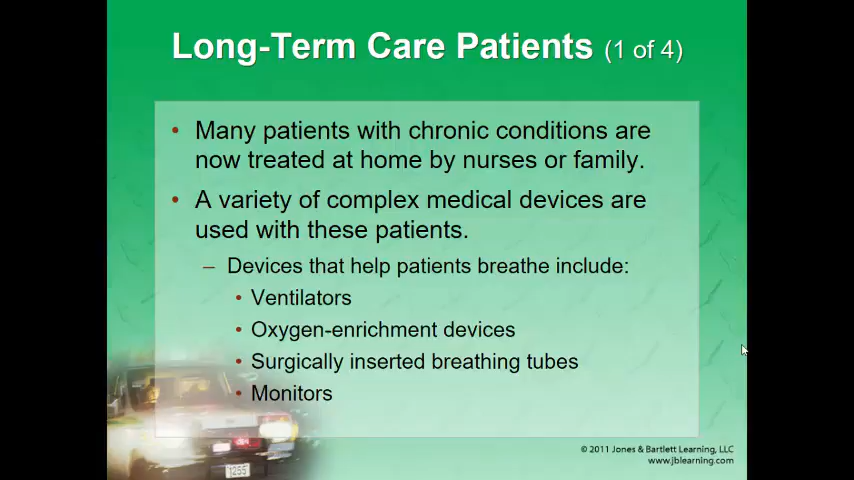 Long-Term Care Patients (1 of 4)
• Many patients with chronic conditions are
now treated at home by nurses or family.
• A variety of complex medical devices are
used with these patients.
– Devices that help patients breathe include:
• Ventilators
• Oxygen-enrichment devices
• Surgically inserted breathing tubes
• Monitors
1255
© 2011 Jones & Bartlett Learning, LLC
www.jblearning.com